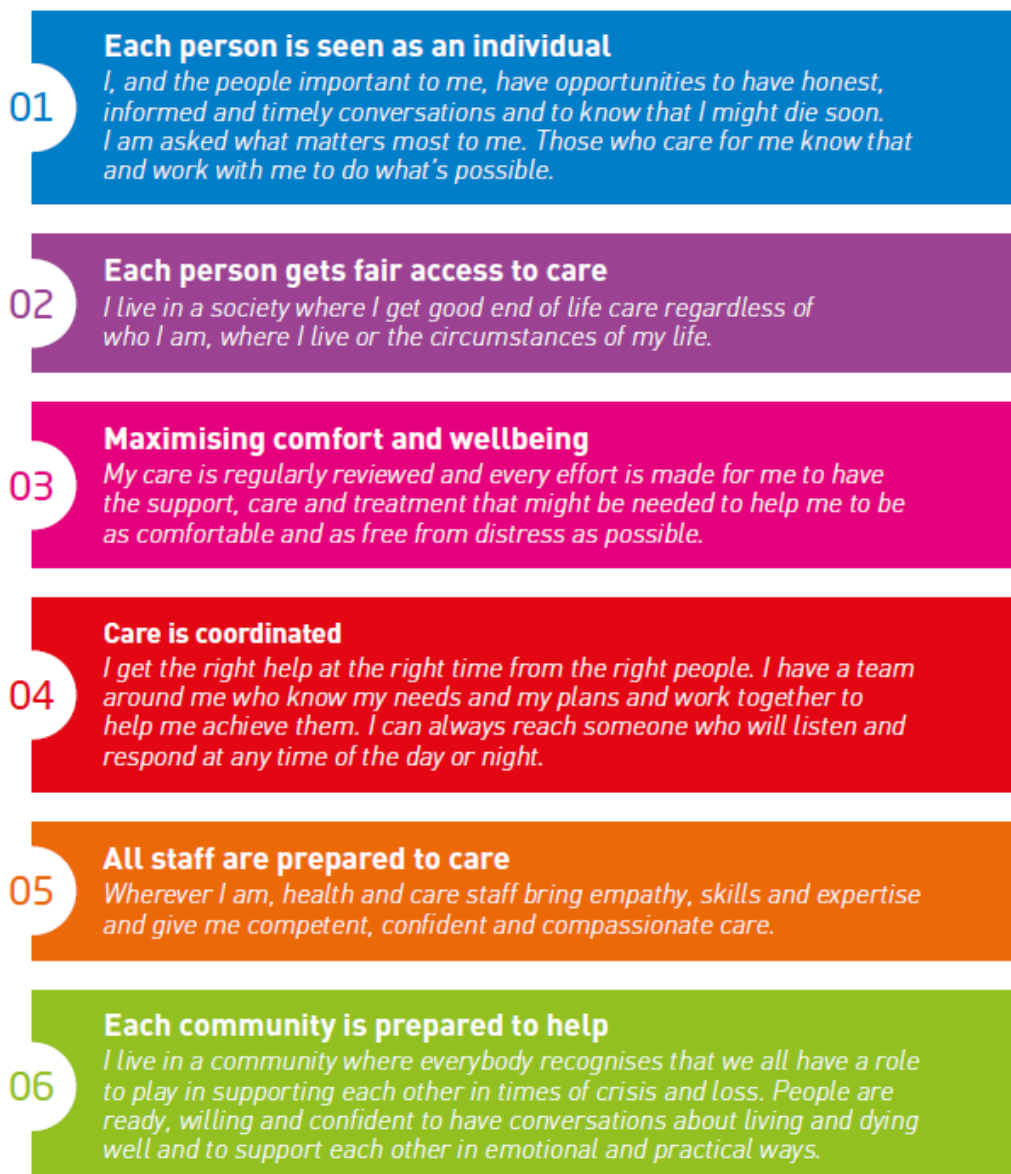 01
Each person is seen as an individual
I, and the people important to me, have opportunities to have honest,
informed and timely conversations and to know that I might die soon.
I am asked what matters most to me. Those who care for me know that
and work with me to do what's possible.
02
Each person gets fair access to care
I live in a society where I get good end of life care regardless of
who I am, where I live or the circumstances of my life.
03
Maximising comfort and wellbeing
My care is regularly reviewed and every effort is made for me to have
the support, care and treatment that might be needed to help me to be
as comfortable and as free from distress as possible.
04
Care is coordinated
I get the right help at the right time from the right people. I have a team
around me who know my needs and my plans and work together to
help me achieve them. I can always reach someone who will listen and
respond at any time of the day or night.
05
All staff are prepared to care
Wherever I am, health and care staff bring empathy, skills and expertise
and give me competent, confident and compassionate care.
06
Each community is prepared to help
I live in a community where everybody recognises that we all have a role
to play in supporting each other in times of crisis and loss. People are
ready, willing and confident to have conversations about living and dying
well and to support each other in emotional and practical ways.